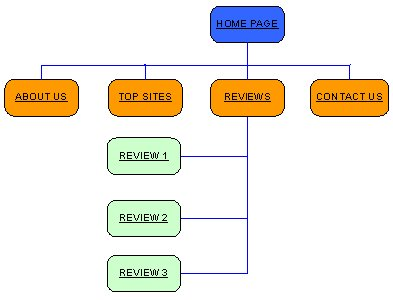 HOME PAGE
ABOUT US
TOP SITES
REVIEWS
CONTACT US
REVIEW 1
REVIEW 2
REVIEW 3